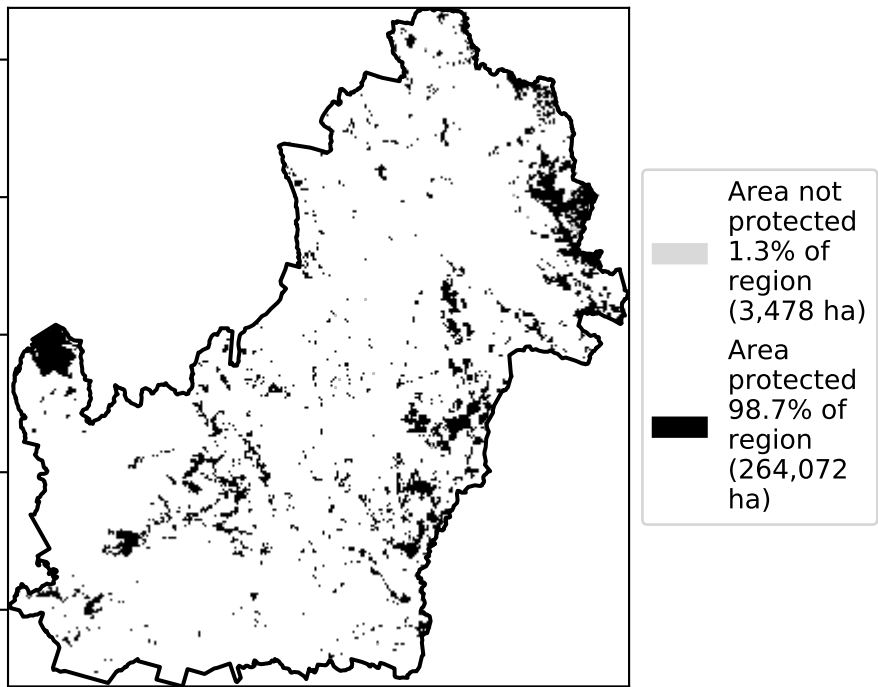 Area not
protected
1.3% of
region
(3,478 ha)
Area
protected
98.7% of
region
(264,072
ha)